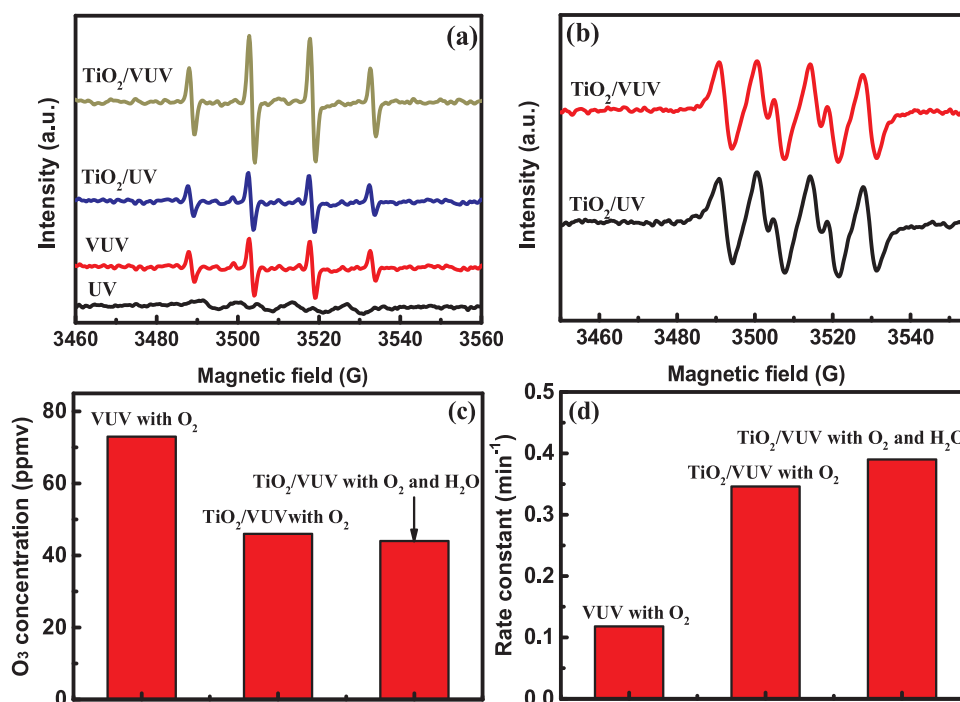 (a)
TiO2/VUV
TiO2/UV
VUV
UV
Intensity (a.u.)
3460 3480 3500 3520 3540 3560
Magnetic field (G)
(b)
TiO2/VUV
TiO2/UV
Intensity (a.u.)
3460 3480 3500 3520 3540
Magnetic field (G)
(c)
80
60
40
20
0
O3 concentration (ppmv)
VUV with O2
TiO2/VUV with O2 and H2O
TiO2/VUVwith O2
(d)
0.5
0.4
0.3
0.2
0.1
0
Rate constant (min-1)
TiO2/VUV with O2 and H2O
TiO2/VUV with O2
VUV with O2